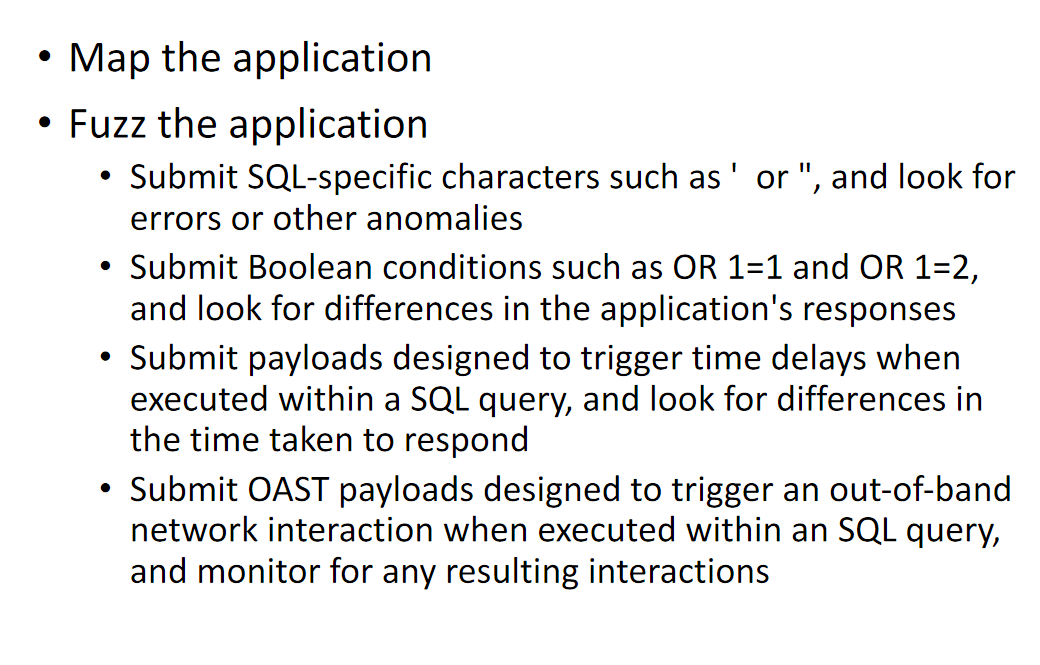 • Map the application
• Fuzz the application
• Submit SQL-specific characters such as '  or ", and look for
errors or other anomalies
• Submit Boolean conditions such as OR 1=1 and OR 1=2,
and look for differences in the application's responses
• Submit payloads designed to trigger time delays when
executed within a SQL query, and look for differences in
the time taken to respond
• Submit OAST payloads designed to trigger an out-of-band
network interaction when executed within an SQL query,
and monitor for any resulting interactions